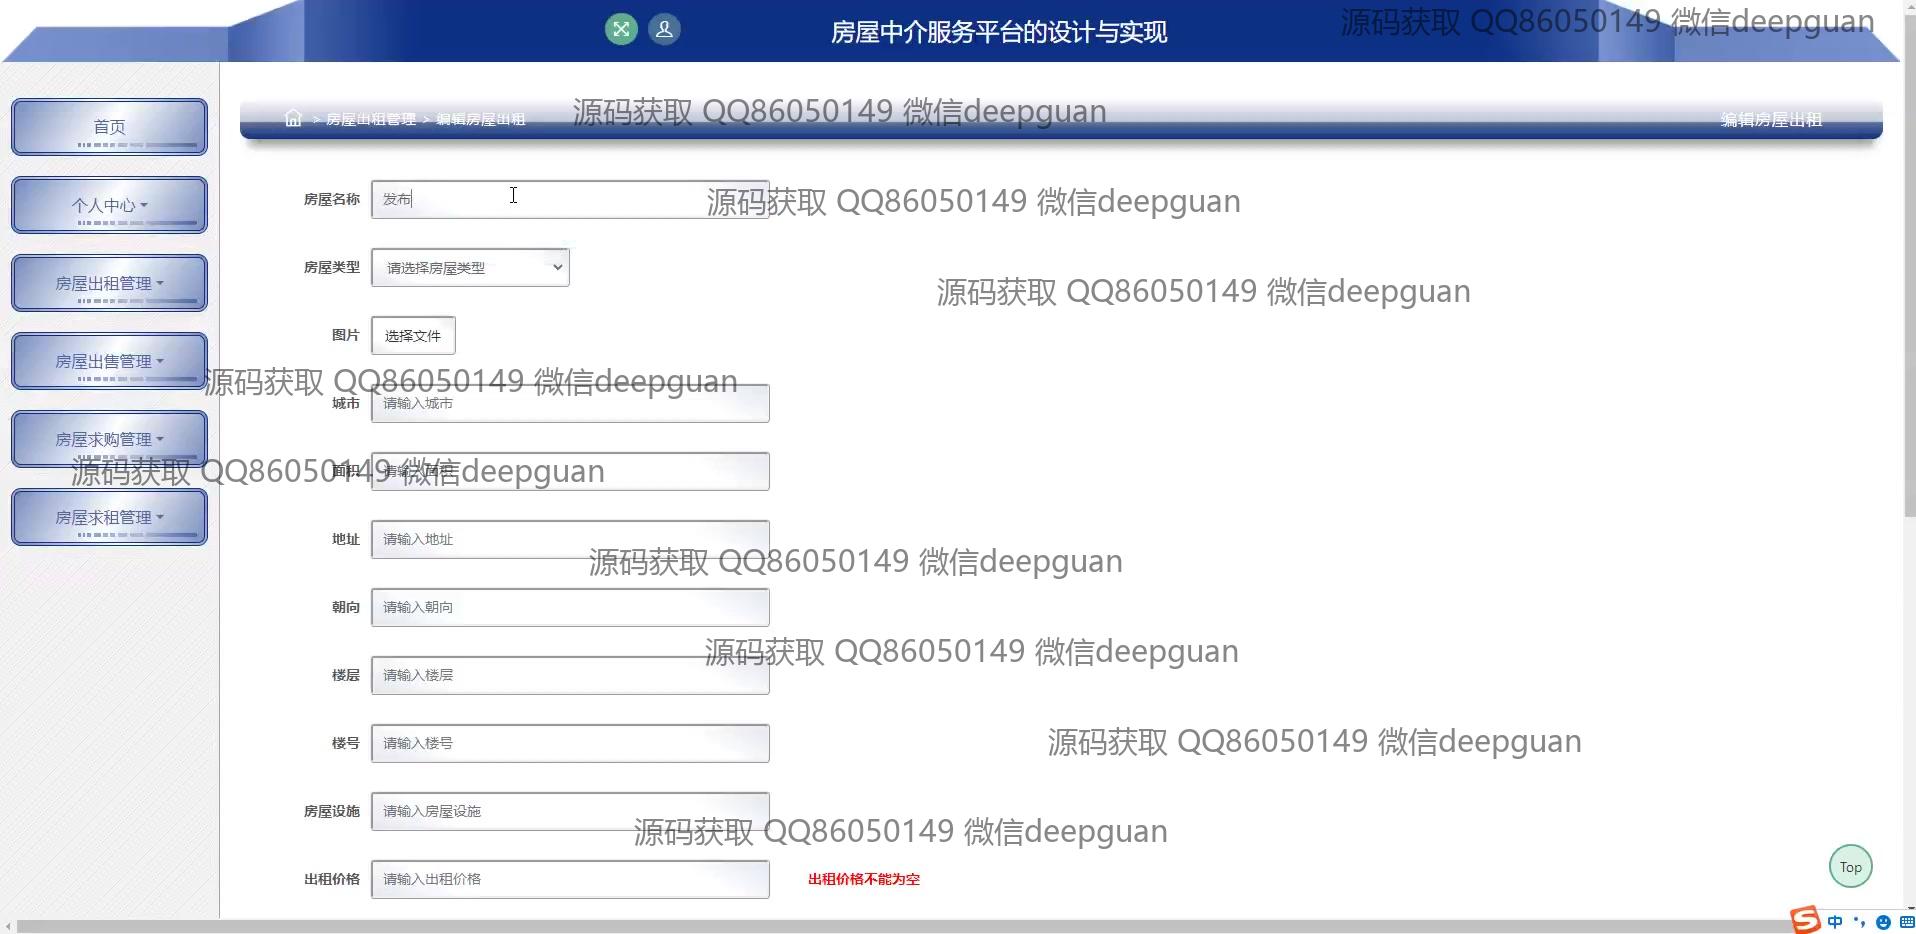 房屋中介服务平台的设计与实现
源码获取 QQ86050149 微信deepguan
首页
个人中心
房屋出租管理
房屋出售管理
房屋求购管理
房屋求租管理
> 房屋出租管理 > 编辑房屋出租
源码获取 QQ86050149 微信deepguan
编辑房屋出租
房屋名称 发布
源码获取 QQ86050149 微信deepguan
房屋类型 请选择房屋类型
源码获取 QQ86050149 微信deepguan
图片 选择文件
源码获取 QQ86050149 微信deepguan
城市 请输入城市
源码获取 QQ86050149 微信deepguan
面积 请输入面积
地址 请输入地址
源码获取 QQ86050149 微信deepguan
朝向 请输入朝向
源码获取 QQ86050149 微信deepguan
楼层 请输入楼层
楼号 请输入楼号
源码获取 QQ86050149 微信deepguan
房屋设施 请输入房屋设施
源码获取 QQ86050149 微信deepguan
出租价格 请输入出租价格 出租价格不能为空
Top
中